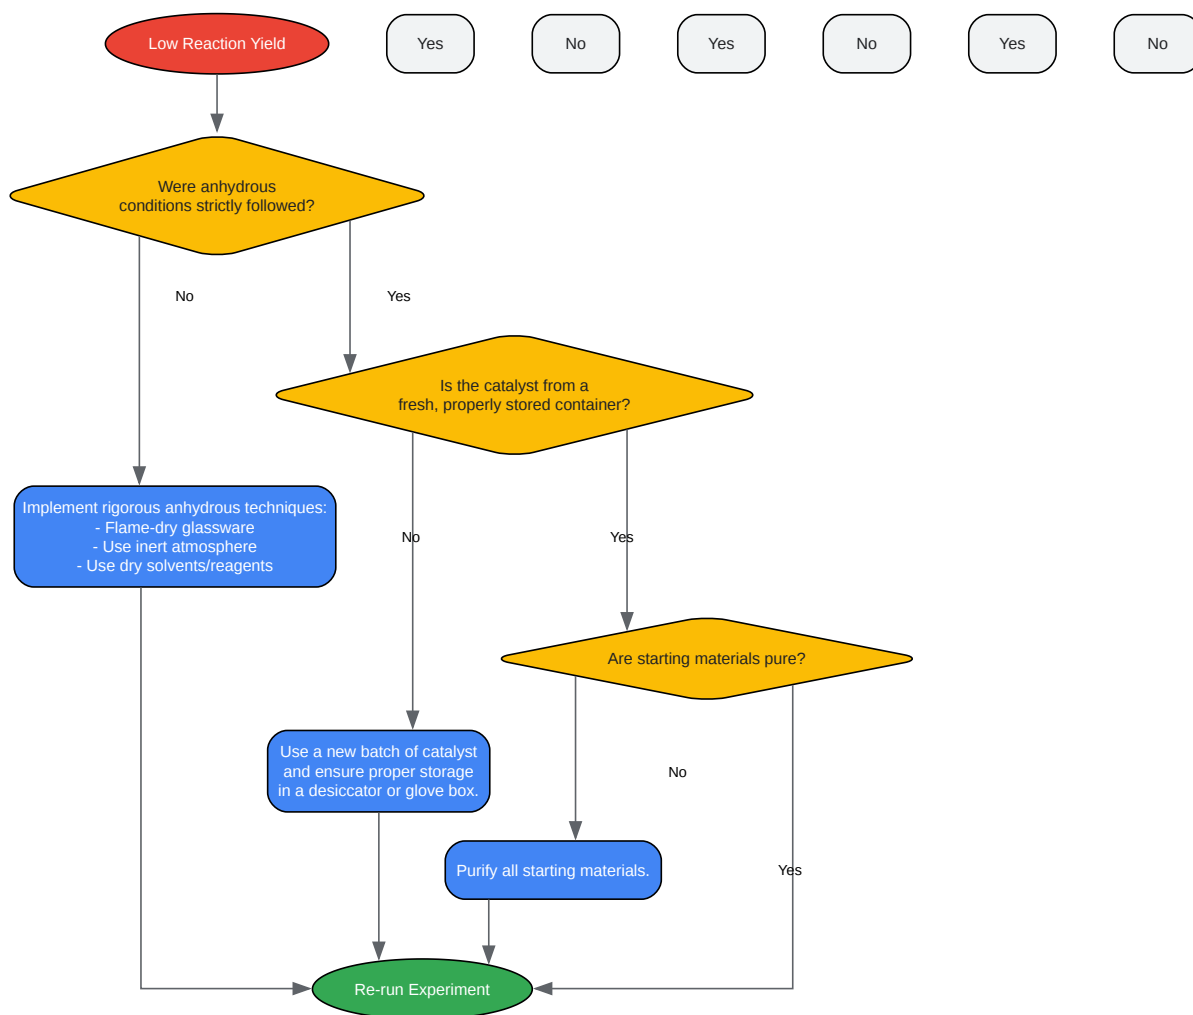 Low Reaction Yield
Yes
No
Yes
No
Yes
No
Were anhydrous
conditions strictly followed?
No
Yes
Is the catalyst from a
fresh, properly stored container?
Implement rigorous anhydrous techniques:
- Flame-dry glassware
- Use inert atmosphere
- Use dry solvents/reagents
No
Yes
Are starting materials pure?
Use a new batch of catalyst
and ensure proper storage
in a desiccator or glove box.
No
Purify all starting materials.
Yes
Re-run Experiment